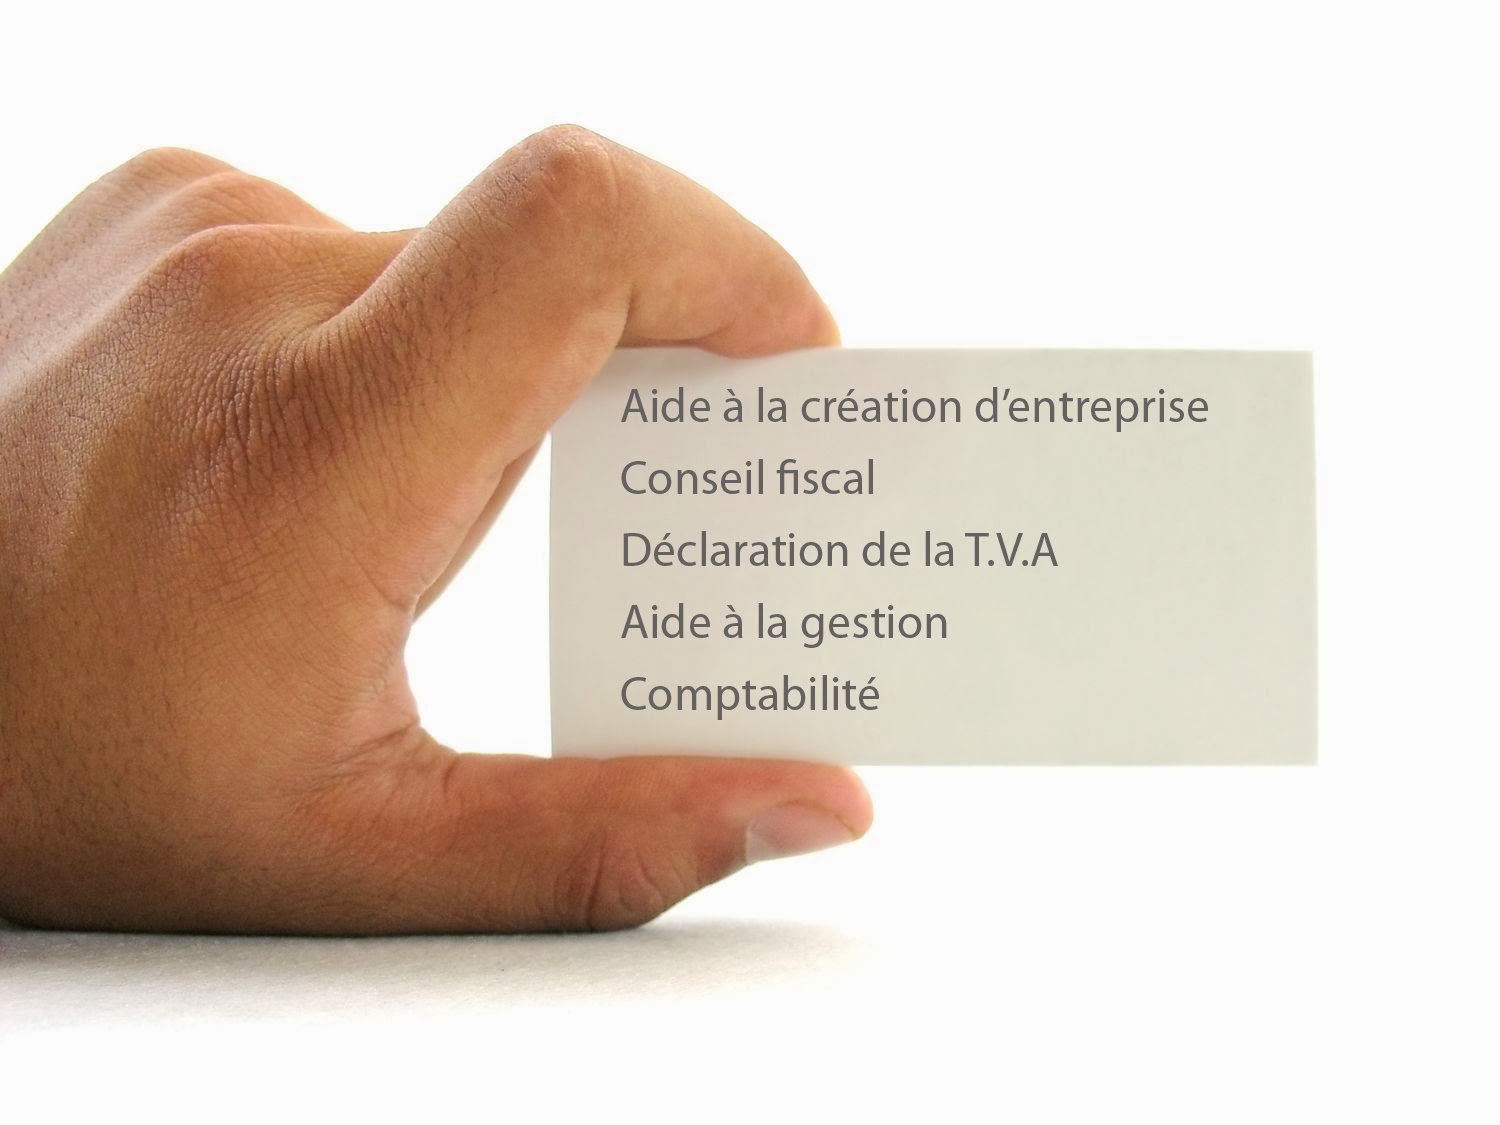 Aide à la création d’entreprise
Conseil fiscal
Déclaration de la T.V.A
Aide à la gestion
Comptabilité